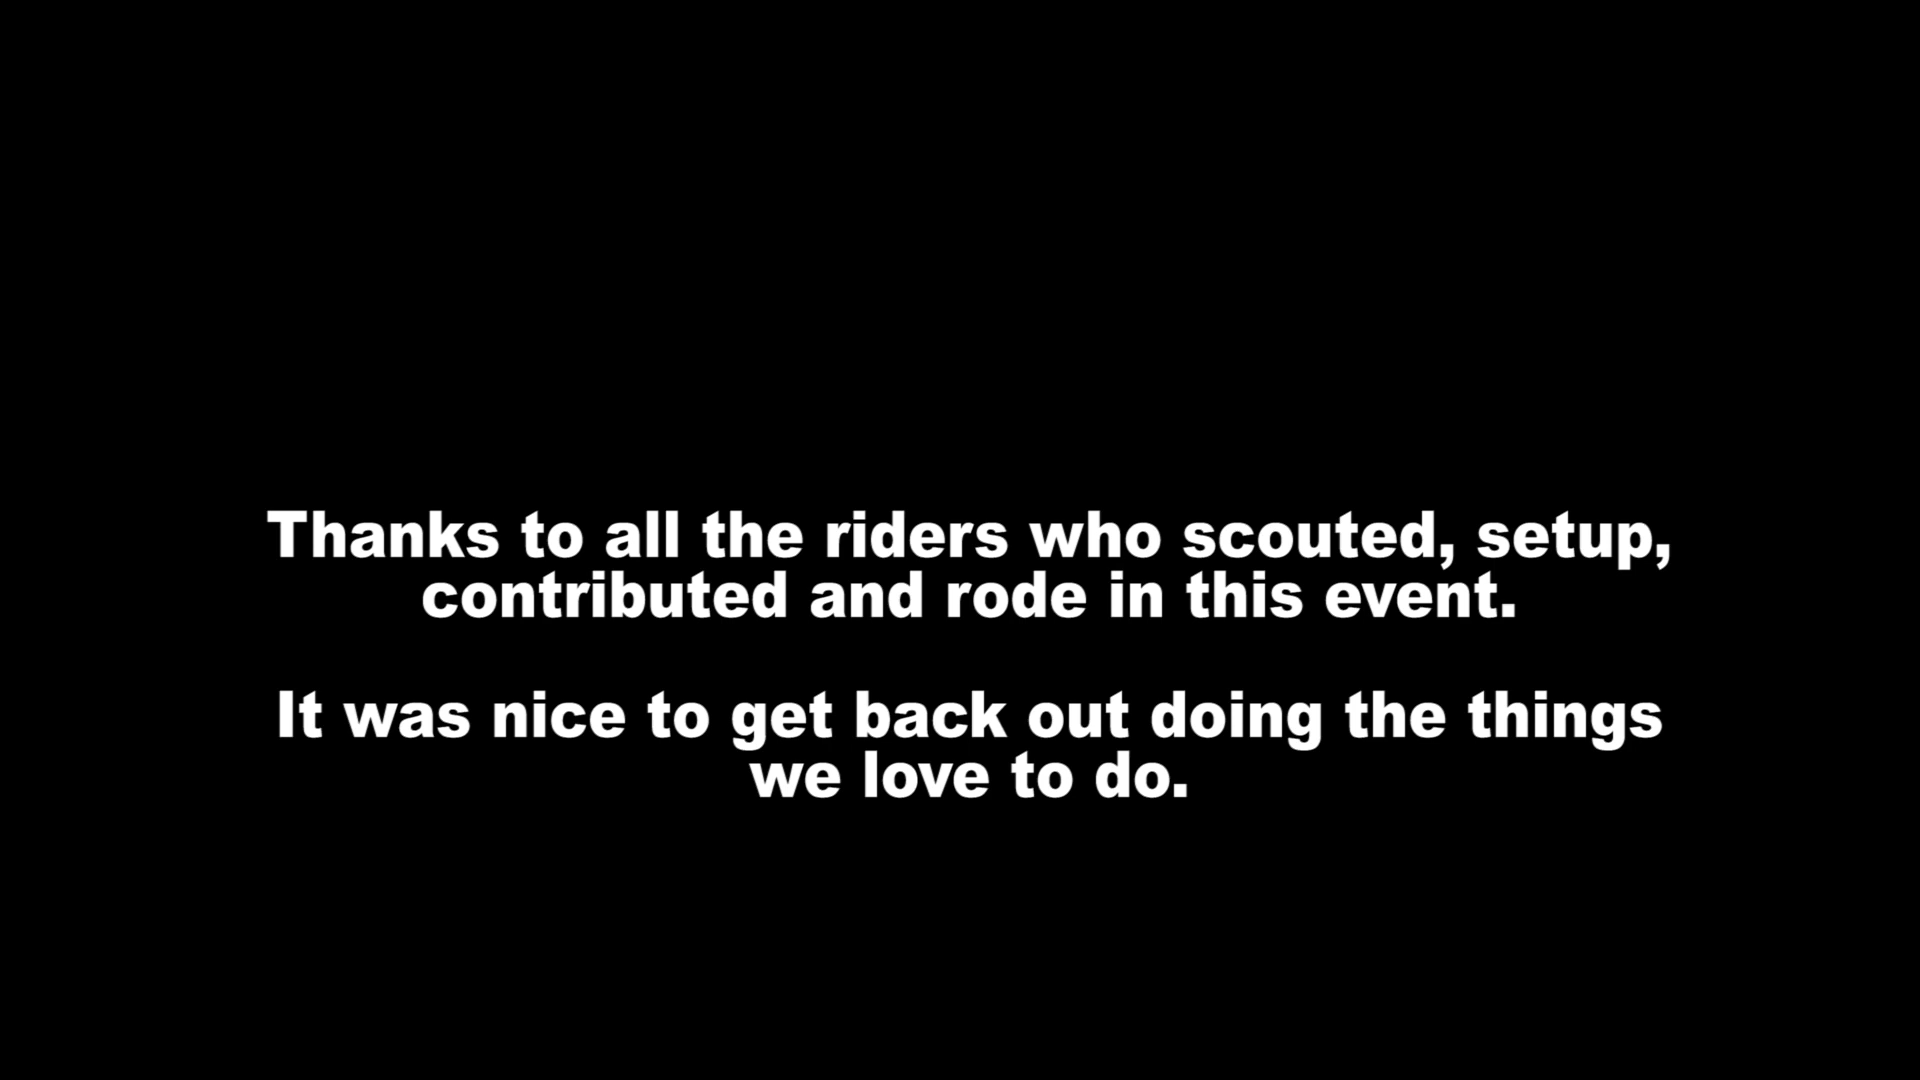 Thanks to all the riders who scouted, setup,
contributed and rode in this event.
It was nice to get back out doing the things
we love to do.